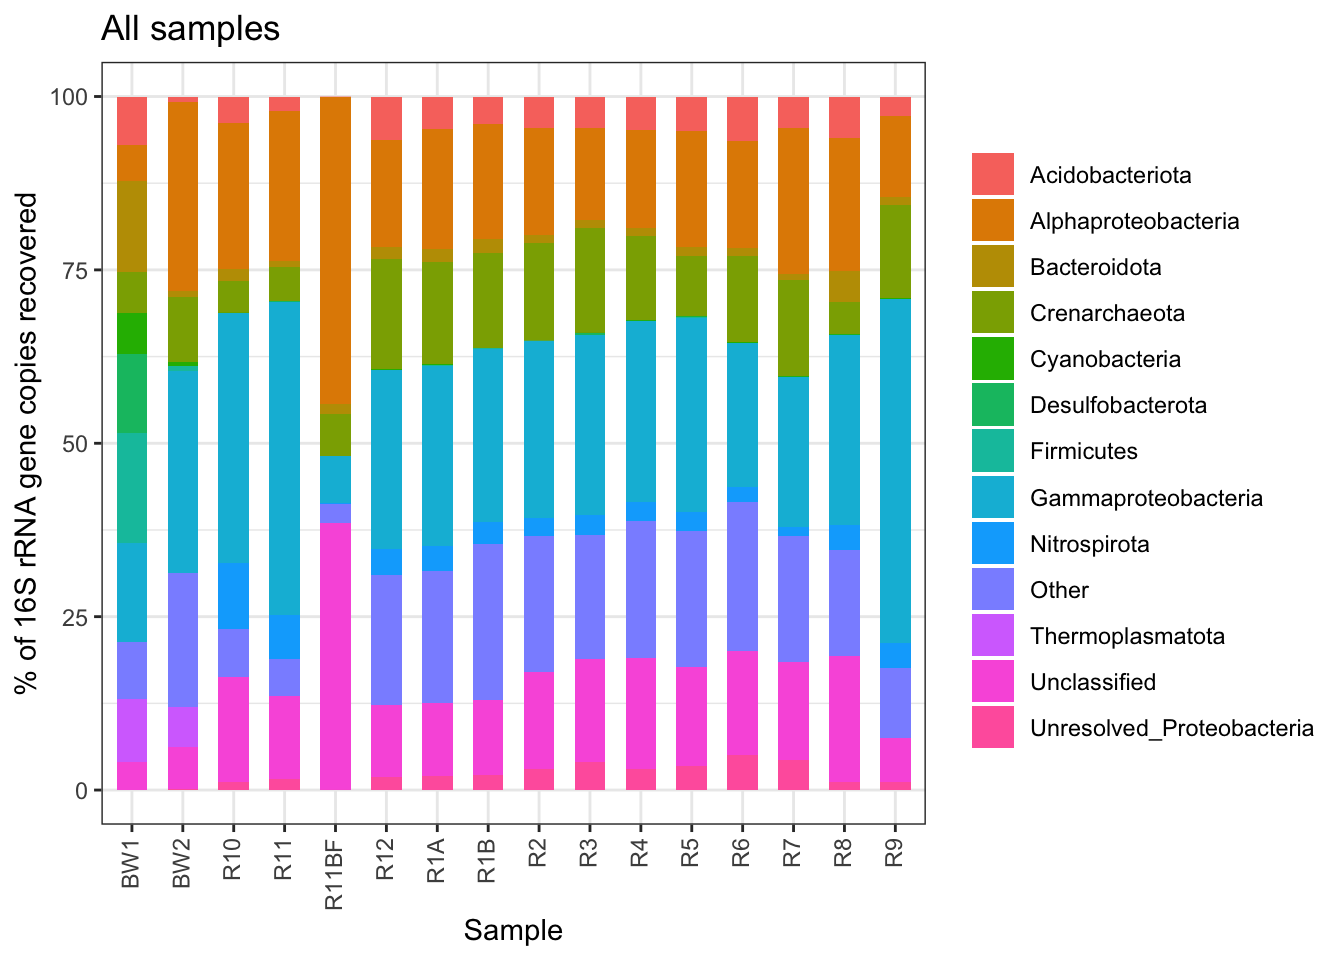 All samples
% of 16S rRNA gene copies recovered
100
75
50
25
0
BW1
BW2
R10
R11
R11BF
R12
R1A
R1B
R2
R3
R4
R5
R6
R7
R8
R9
Sample
Acidobacteriota
Alphaproteobacteria
Bacteroidota
Crenarchaeota
Cyanobacteria
Desulfobacterota
Firmicutes
Gammaproteobacteria
Nitrospirota
Other
Thermoplasmatota
Unclassified
Unresolved_Proteobacteria